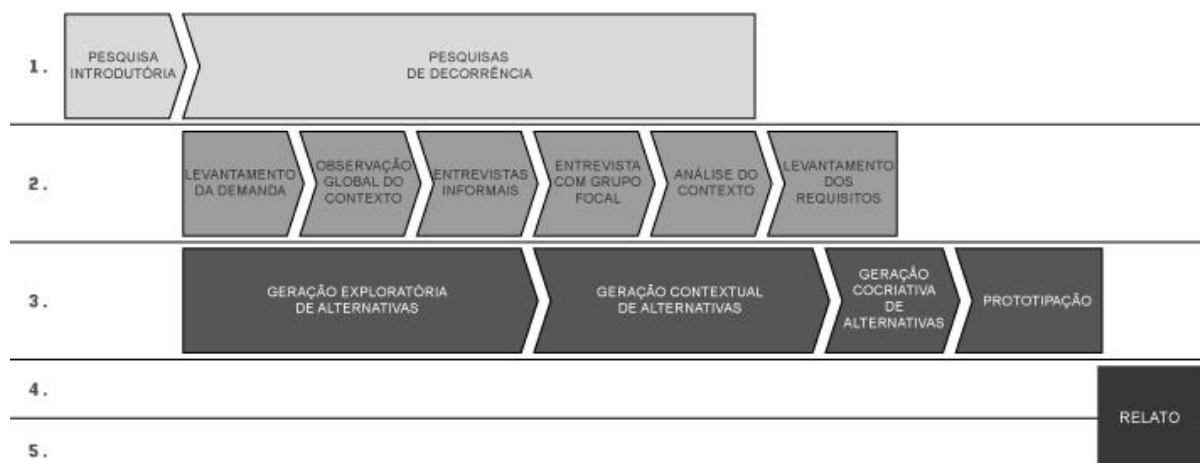 1.
PESQUISA
INTRODUTÓRIA
PESQUISAS
DE DECORRÊNCIA
2.
LEVANTAMENTO
DA DEMANDA
OBSERVAÇÃO
GLOBAL DO
CONTEXTO
ENTREVISTAS
INFORMAIS
ENTREVISTA
COM GRUPO
FOCAL
ANÁLISE DO
CONTEXTO
LEVANTAMENTO
DOS
REQUISITOS
3.
GERAÇÃO EXPLORATÓRIA
DE ALTERNATIVAS
GERAÇÃO CONTEXTUAL
DE ALTERNATIVAS
GERAÇÃO
COCRIATIVA
DE
ALTERNATIVAS
PROTOTIPAÇÃO
4.
RELATO
5.